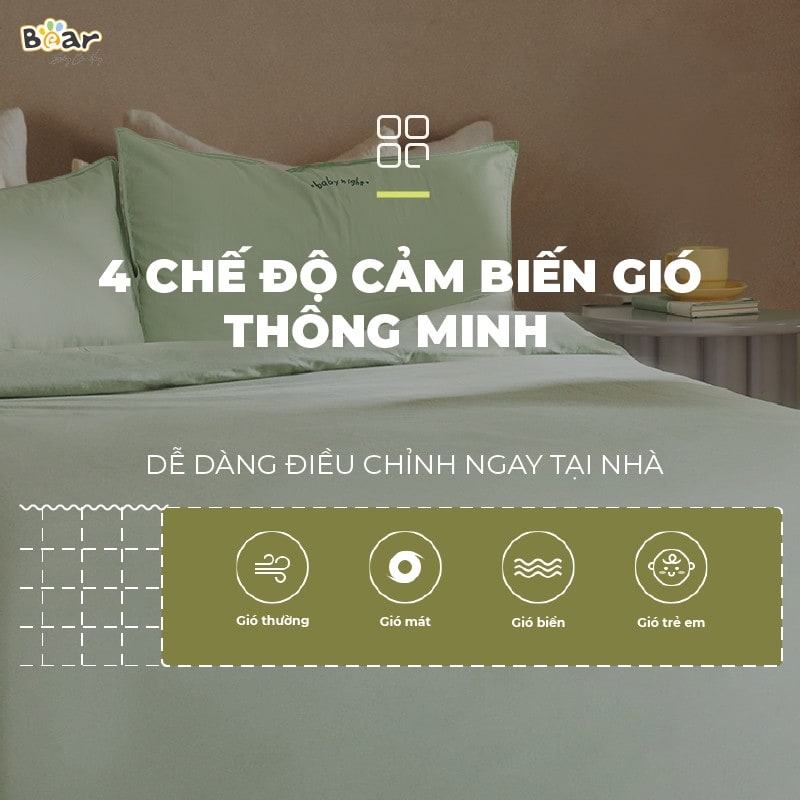 Bear
baby night
4 CHẾ ĐỘ CẢM BIẾN GIÓ
THÔNG MINH
DỄ DÀNG ĐIỀU CHỈNH NGAY TẠI NHÀ
Gió thường
Gió mát
Gió biển
Gió trẻ em